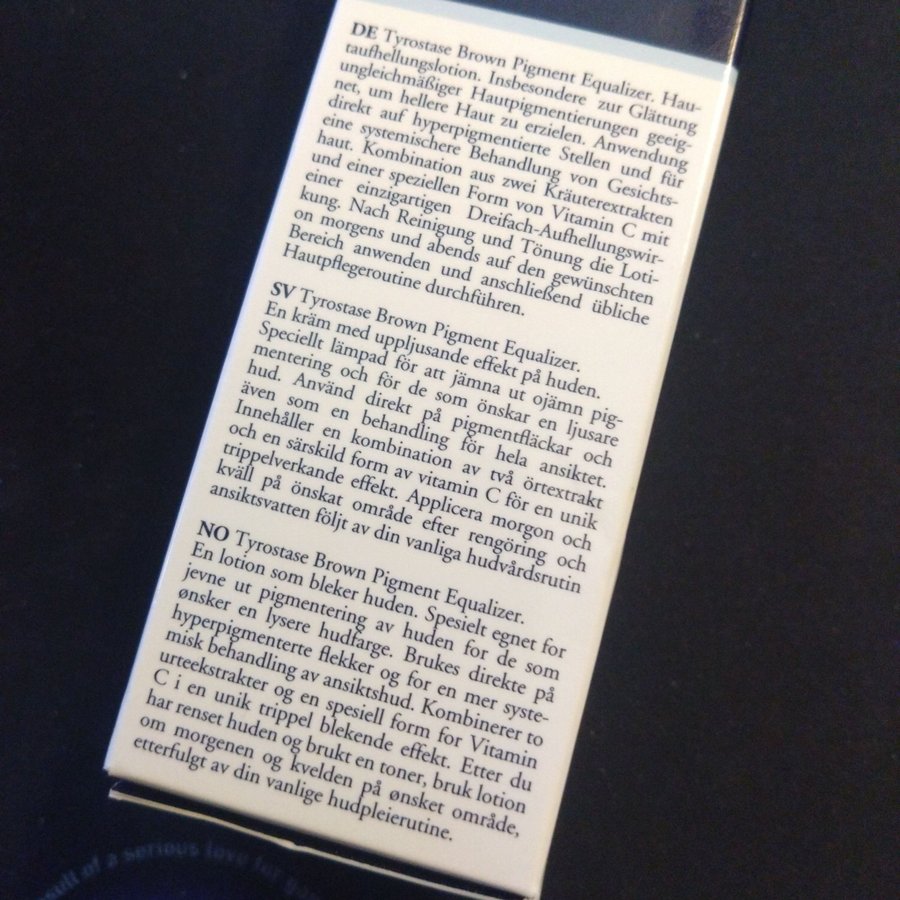 DE Tyrostase Brown Pigment Equalizer. Hau-
taufhellungslotion. Insbesondere zur Glättung
ungleichmäßiger Hautpigmentierungen geeig-
net, um hellere Haut zu erzielen. Anwendung
direkt auf hyperpigmentierte Stellen und für
eine systemischere Behandlung von Gesichts-
haut. Kombination aus zwei Kräuterextrakten
und einer speziellen Form von Vitamin C mit
einer einzigartigen Dreifach-Aufhellungswir-
kung. Nach Reinigung und Tönung die Loti-
on morgens und abends auf den gewünschten
Bereich anwenden und anschließend übliche
Hautpflegeroutine durchführen.
SV Tyrostase Brown Pigment Equalizer.
En kräm med uppljusande effekt på huden.
Speciellt lämpad för att jämna ut ojämn pig-
mentering och för de som önskar en ljusare
hud. Använd direkt på pigmentfläckar och
även som en behandling för hela ansiktet.
Innehåller en kombination av två örtextrakt
och en särskild form av vitamin C för en unik
trippelverkande effekt. Applicera morgon och
kväll på önskat område efter rengöring och
ansiktsvatten följt av din vanliga hudvårdsrutin
NO Tyrostase Brown Pigment Equalizer.
En lotion som bleker huden. Spesielt egnet for
jevne ut pigmentering av huden for de som
ønsker en lysere hudfarge. Brukes direkte på
hyperpigmenterte flekker og for en mer syste-
misk behandling av ansiktshud. Kombinerer to
urteekstrakter og en spesiell form for Vitamin
C i en unik trippel blekende effekt. Etter du
har renset huden og brukt en toner, bruk lotion
om morgenen og kvelden på ønsket område,
etterfulgt av din vanlige hudpleierutine.
of a serious love for